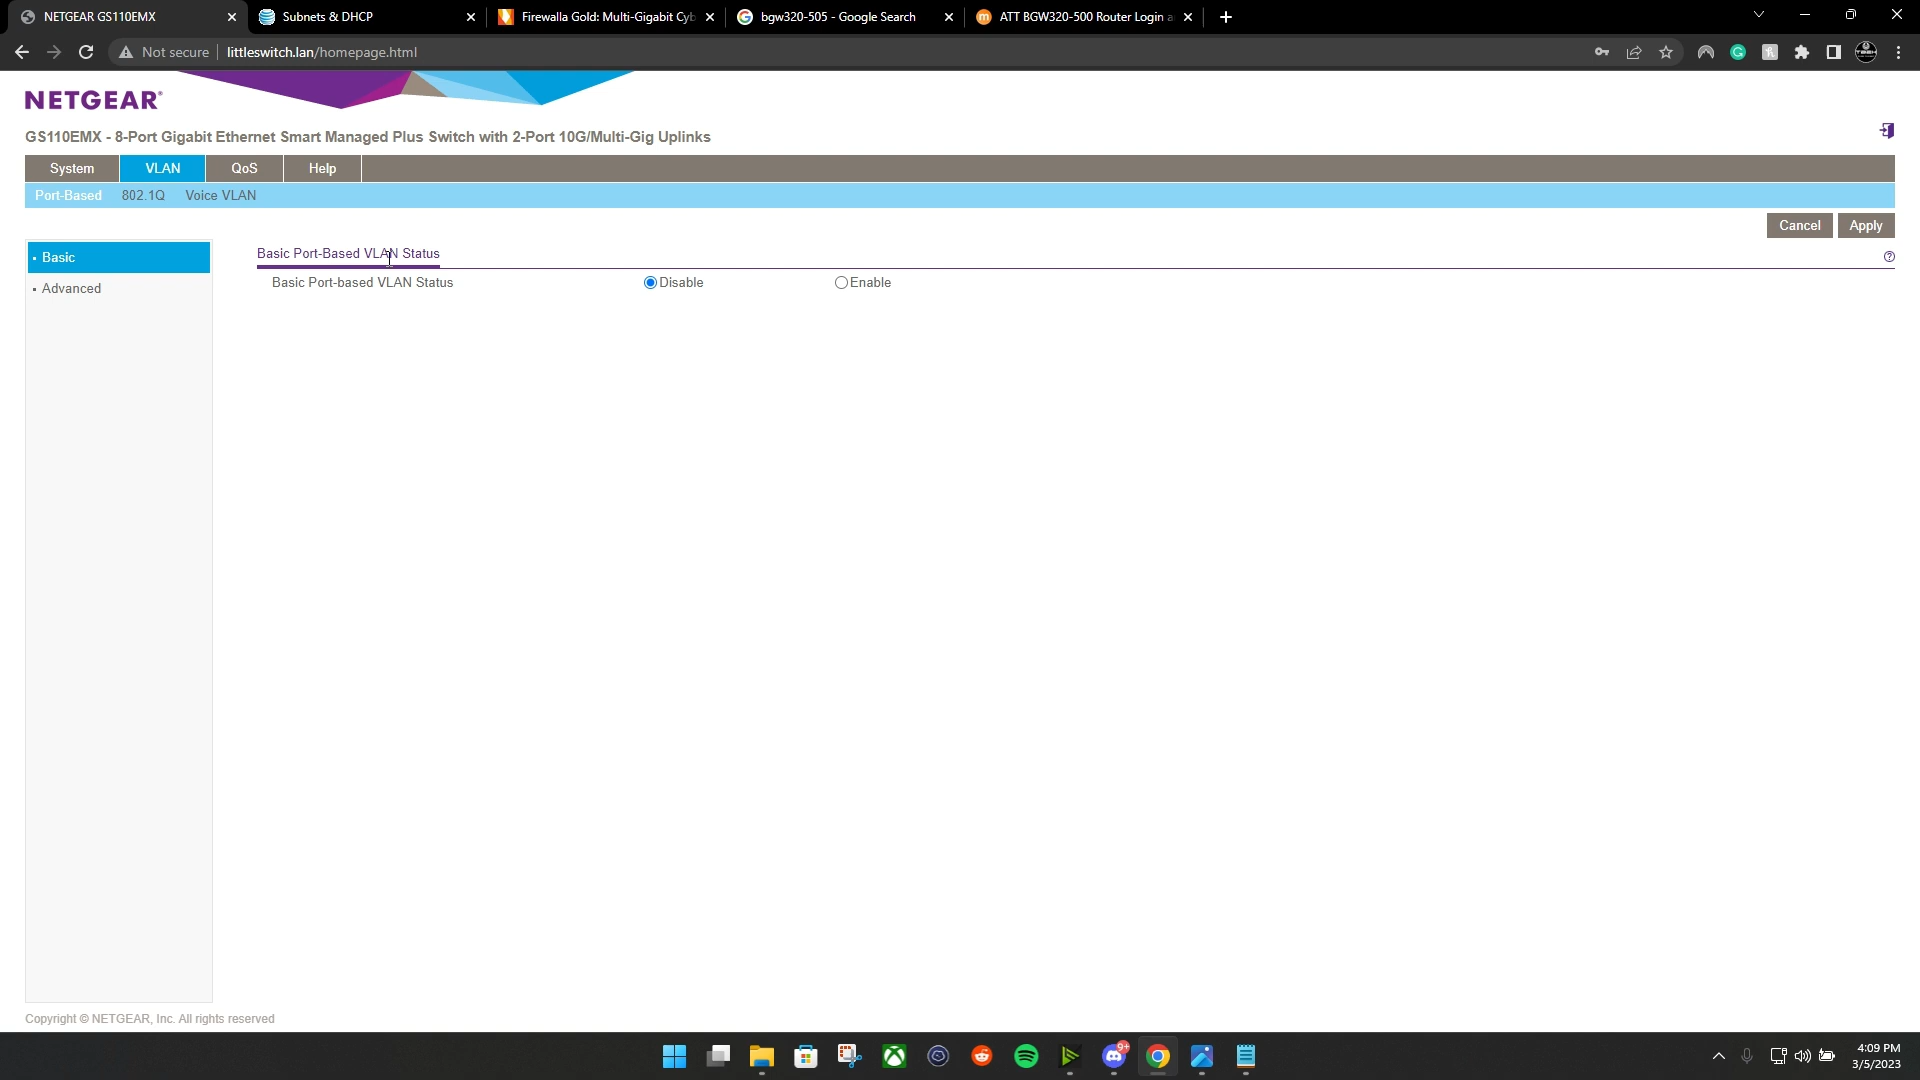 NETGEAR GS110EMX
Subnets & DHCP
Firewalla Gold: Multi-Gigabit Cyb
bgw320-505 - Google Search
ATT BGW320-500 Router Login a
Not secure
littleswitch.lan/homepage.html
NETGEAR
GS110EMX - 8-Port Gigabit Ethernet Smart Managed Plus Switch with 2-Port 10G/Multi-Gig Uplinks
System
VLAN
QoS
Help
Port-Based
802.1Q
Voice VLAN
Cancel
Apply
Basic
Advanced
Basic Port-Based VLAN Status
Basic Port-based VLAN Status
Disable
Enable
Copyright © NETGEAR, Inc. All rights reserved
9+
4:09 PM
3/5/2023